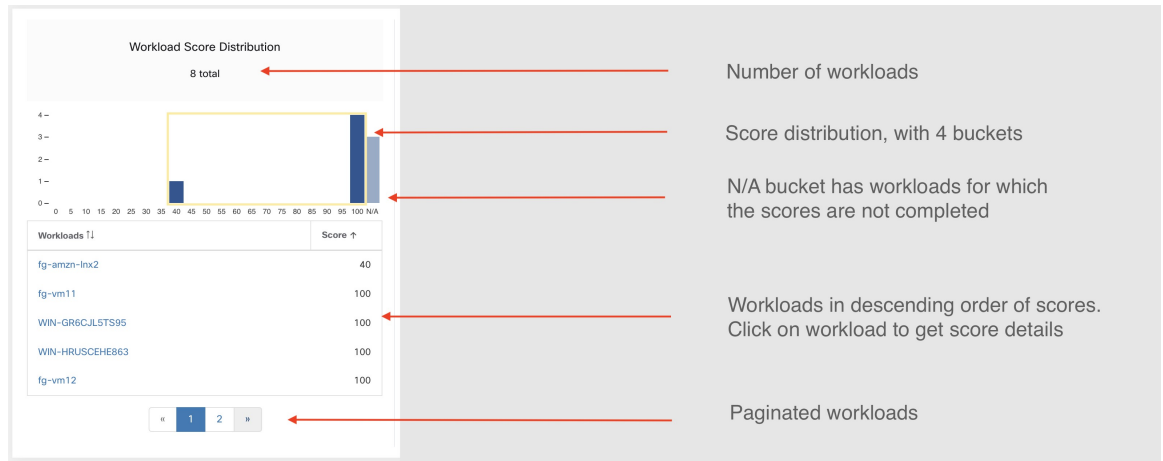 Workload Score Distribution
8 total
Number of workloads
4
3
2
1
0
0 5 10 15 20 25 30 35 40 45 50 55 60 65 70 75 80 85 90 95 100 N/A
Score distribution, with 4 buckets
N/A bucket has workloads for which
the scores are not completed
Workloads ↑↓ Score ↑
fg-amzn-lnx2 40
fg-vm11 100
WIN-GR6CJL5TS95 100
WIN-HRUSCEHE863 100
fg-vm12 100
Workloads in descending order of scores.
Click on workload to get score details
« 1 2 »
Paginated workloads